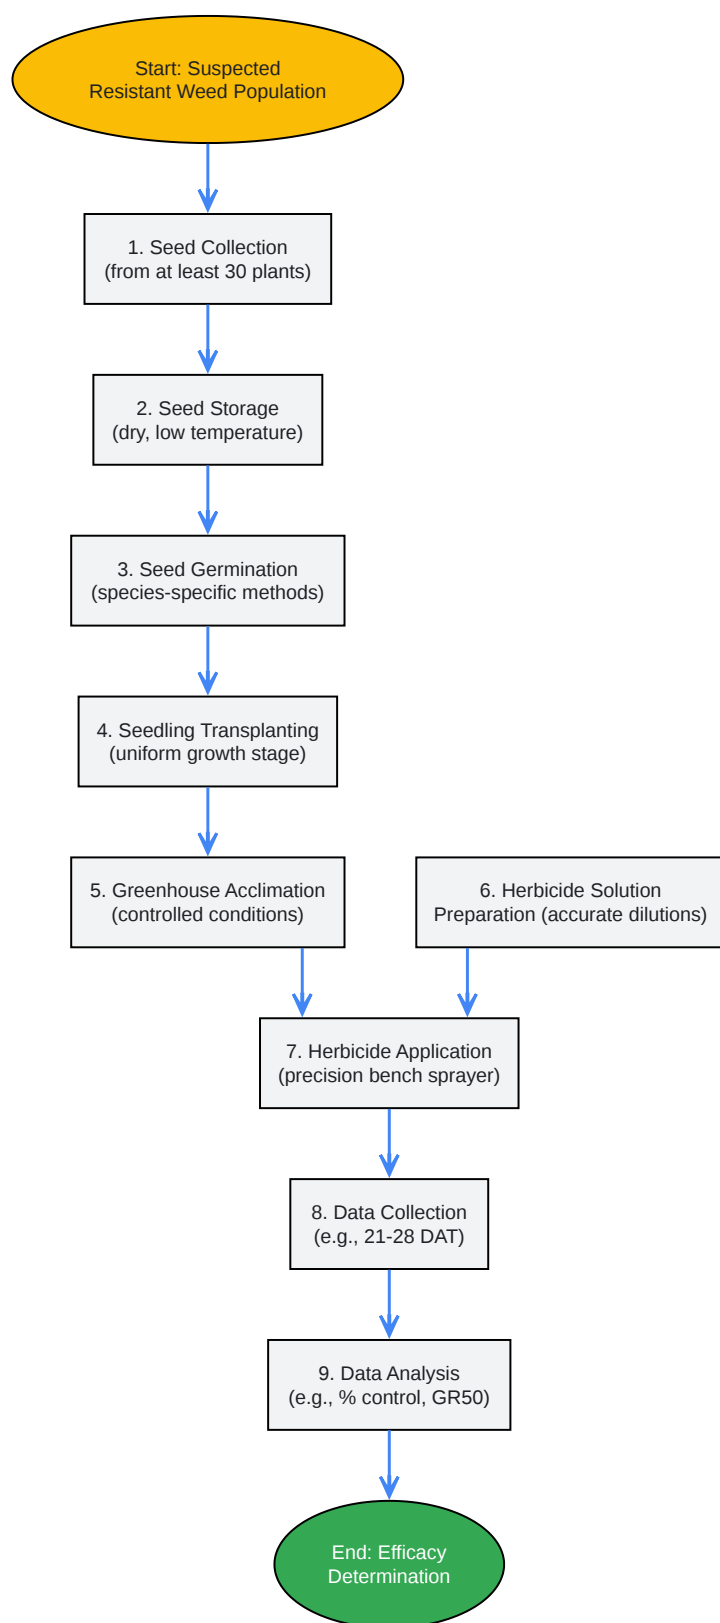 Start: Suspected
Resistant Weed Population
1. Seed Collection
(from at least 30 plants)
2. Seed Storage
(dry, low temperature)
3. Seed Germination
(species-specific methods)
4. Seedling Transplanting
(uniform growth stage)
5. Greenhouse Acclimation
(controlled conditions)
6. Herbicide Solution
Preparation (accurate dilutions)
7. Herbicide Application
(precision bench sprayer)
8. Data Collection
(e.g., 21-28 DAT)
9. Data Analysis
(e.g., % control, GR50)
End: Efficacy
Determination